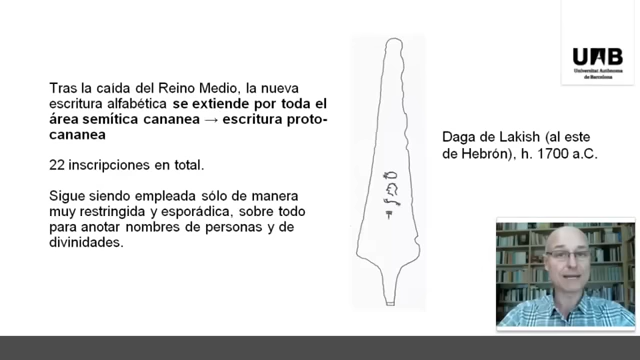 Tras la caída del Reino Medio, la nueva
escritura alfabética se extiende por toda el
área semítica cananea → escritura proto-
cananea
22 inscripciones en total.
Sigue siendo empleada sólo de manera
muy restringida y esporádica, sobre todo
para anotar nombres de personas y de
divinidades.
Daga de Lakish (al este
de Hebrón), h. 1700 a.C.
UAB
Universitat Autònoma
de Barcelona